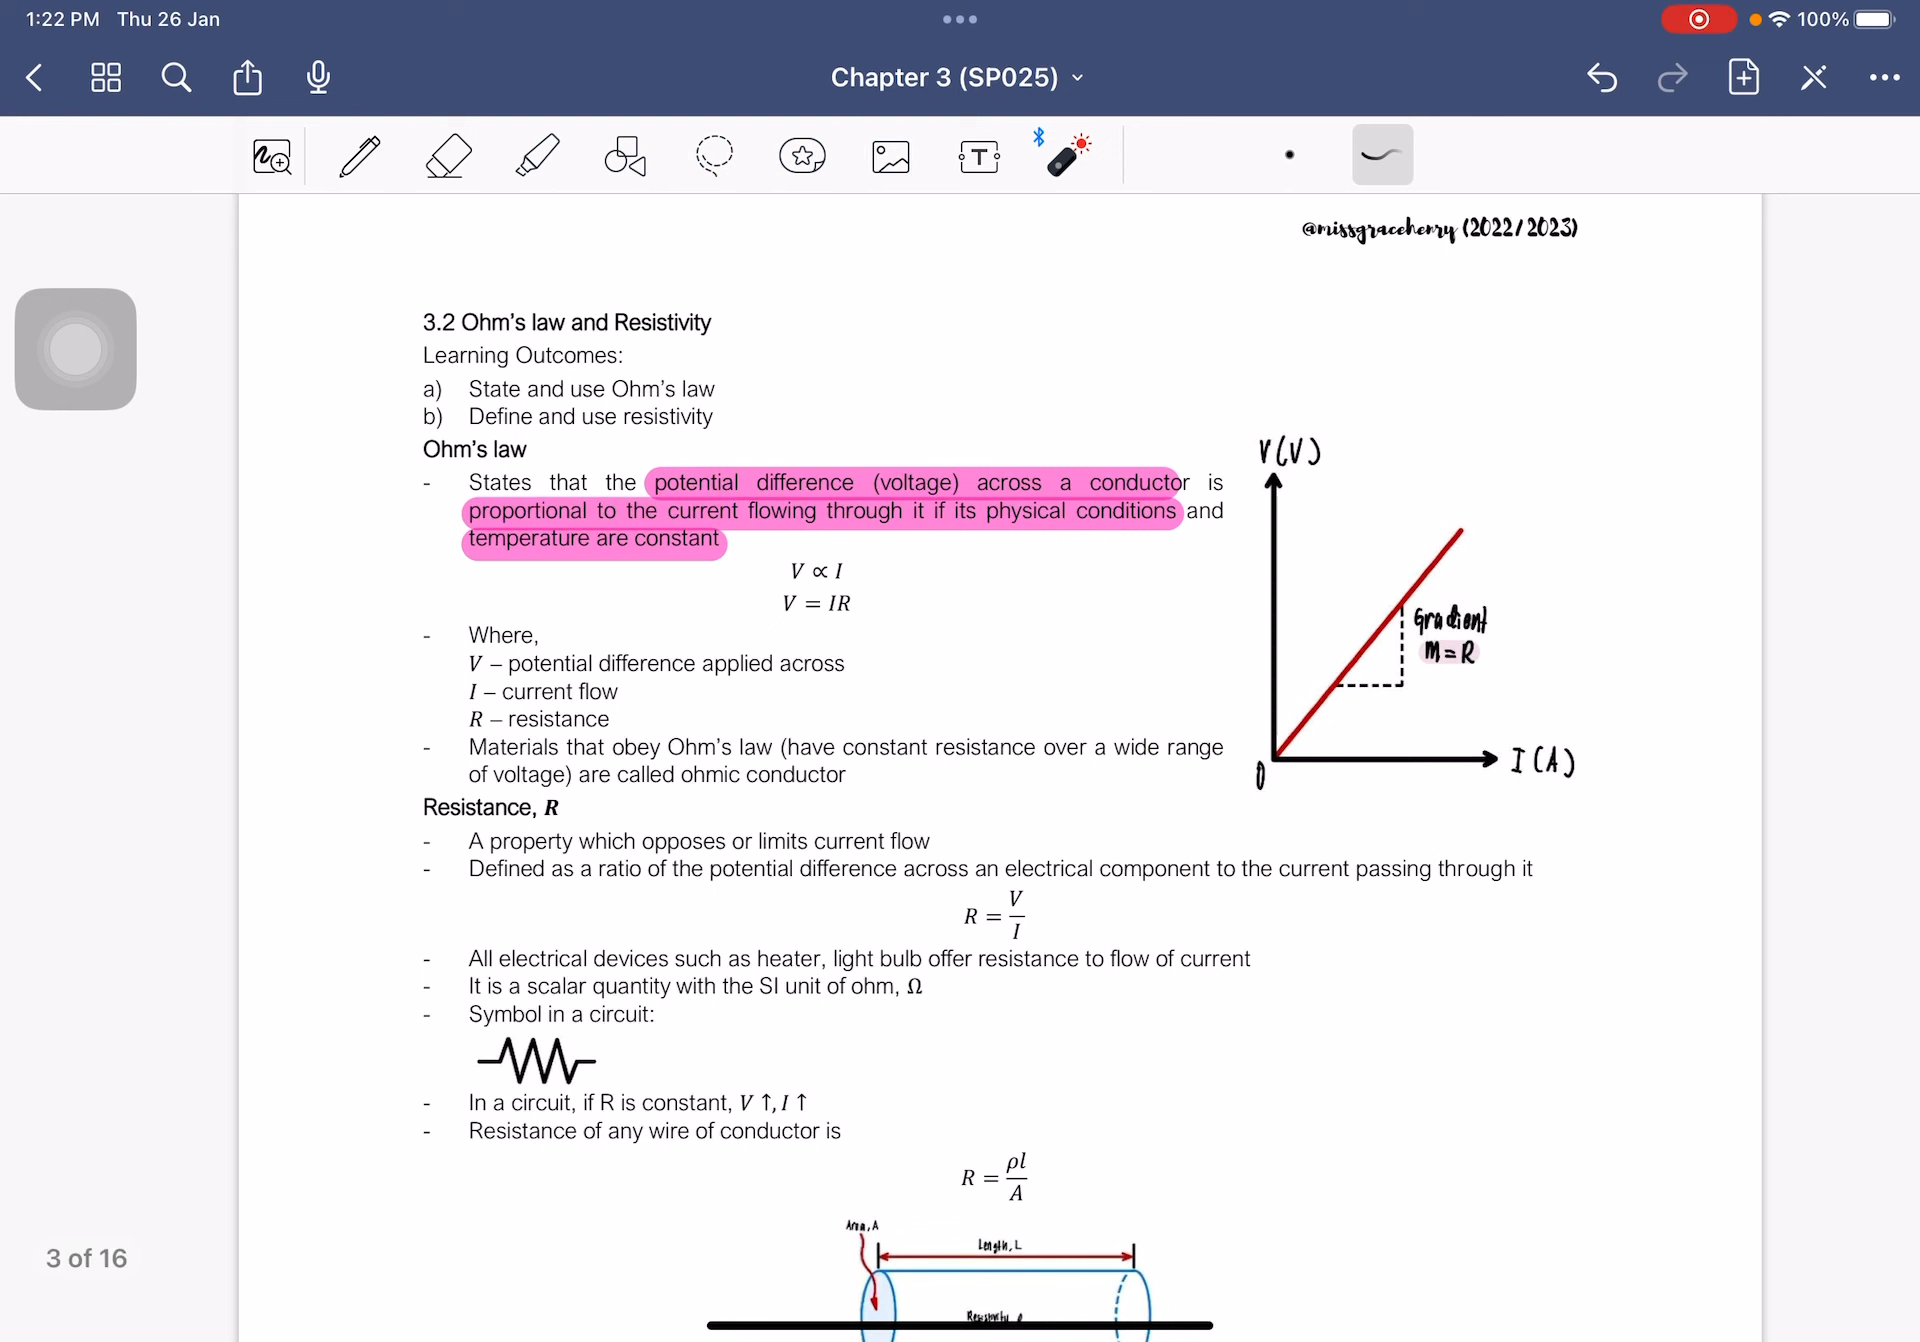 1:22 PM Thu 26 Jan
100%
Chapter 3 (SP025)
T
@missgracehenry (2022/2023)
3.2 Ohm's law and Resistivity
Learning Outcomes:
a) State and use Ohm's law
b) Define and use resistivity
Ohm's law
- States that the potential difference (voltage) across a conductor is
proportional to the current flowing through it if its physical conditions and
temperature are constant
V ∝ I
V = IR
- Where,
V – potential difference applied across
I – current flow
R – resistance
- Materials that obey Ohm's law (have constant resistance over a wide range
of voltage) are called ohmic conductor
V(V)
Gradient
M = R
0
I (A)
Resistance, R
- A property which opposes or limits current flow
- Defined as a ratio of the potential difference across an electrical component to the current passing through it
R = V/I
- All electrical devices such as heater, light bulb offer resistance to flow of current
- It is a scalar quantity with the SI unit of ohm, Ω
- Symbol in a circuit:
- In a circuit, if R is constant, V ↑, I ↑
- Resistance of any wire of conductor is
R = ρl/A
Area, A
Length, L
Resistivity ρ
3 of 16